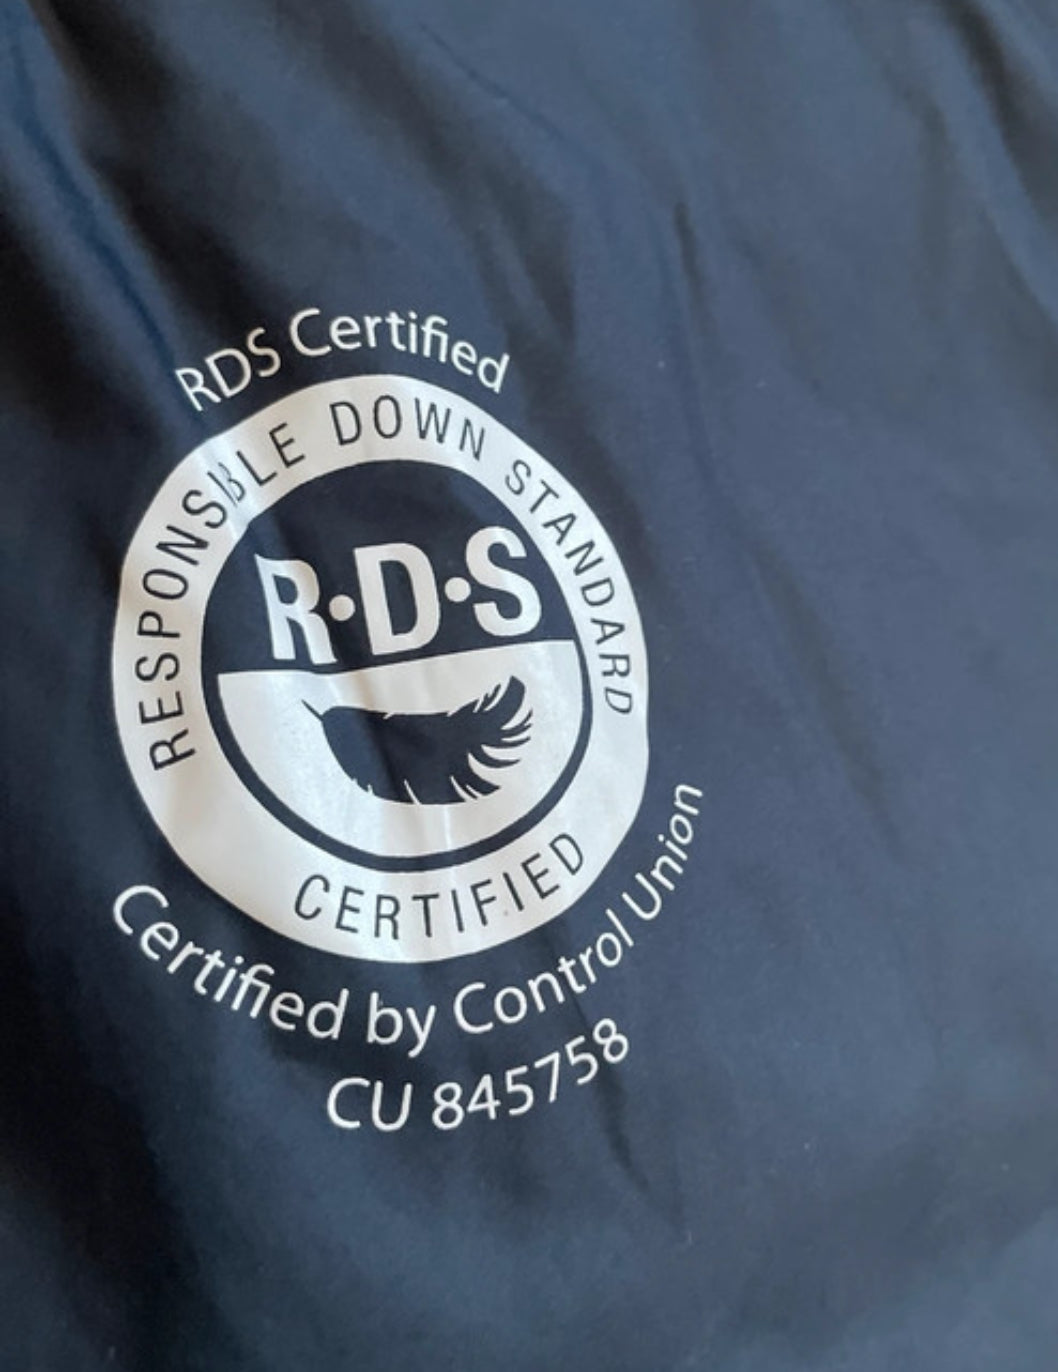 RDS Certified
RESPONSIBLE DOWN STANDARD
R·D·S
CERTIFIED
Certified by Control Union
CU 845758